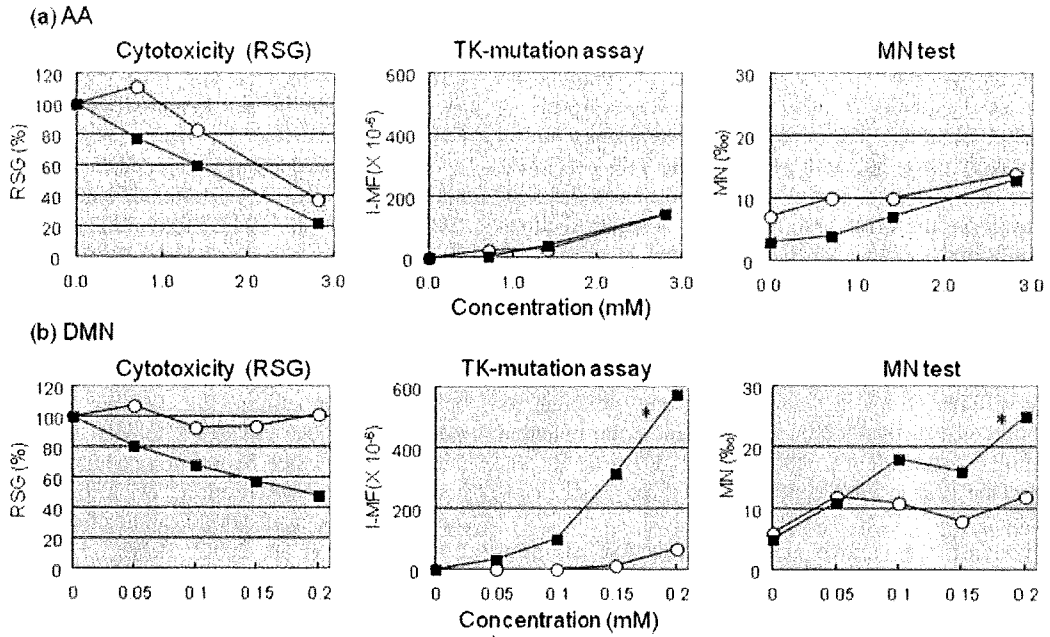 (a) AA
Cytotoxicity (RSG)
TK-mutation assay
MN test
RSG (%)
120
100
80
60
40
20
0
0.0 1.0 2.0 3.0
I-MF(X 10⁻⁶)
600
400
200
0
0.0 1.0 2.0 3.0
MN (‰)
30
20
10
0
0.0 1.0 2.0 3.0
Concentration (mM)
(b) DMN
Cytotoxicity (RSG)
TK-mutation assay
MN test
RSG (%)
120
100
80
60
40
20
0
0 0.05 0.1 0.15 0.2
I-MF(X 10⁻⁶)
600
400
200
0
*
0 0.05 0.1 0.15 0.2
MN (‰)
30
20
10
0
*
0 0.05 0.1 0.15 0.2
Concentration (mM)